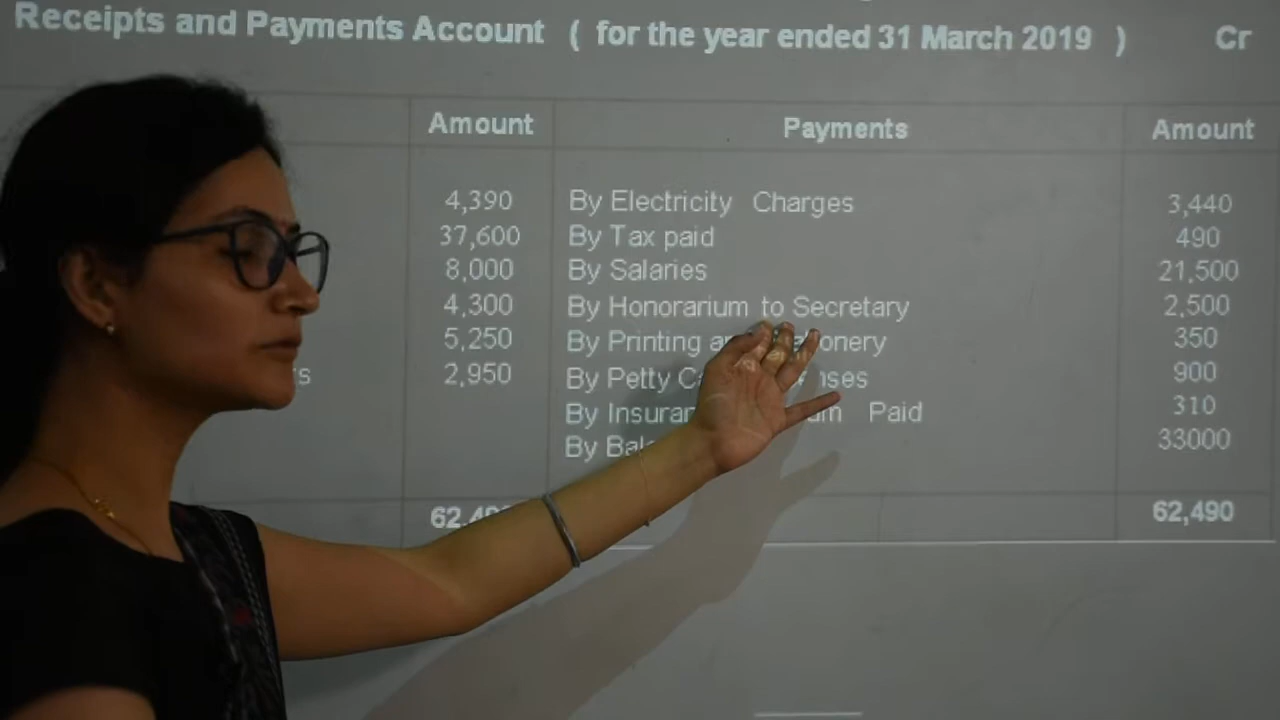 Receipts and Payments Account ( for the year ended 31 March 2019 ) Cr
Amount Payments Amount
4,390 By Electricity Charges 3,440
37,600 By Tax paid 490
8,000 By Salaries 21,500
4,300 By Honorarium to Secretary 2,500
5,250 By Printing 350
2,950 By Petty 900
By Paid 310
By 33000
62,490